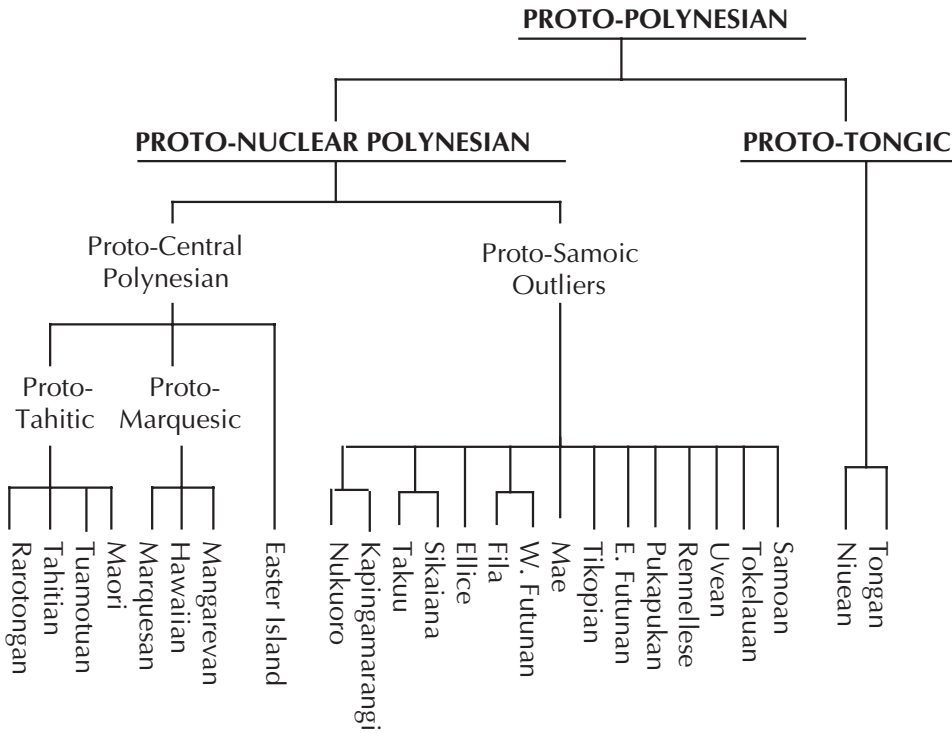 PROTO-POLYNESIAN
PROTO-NUCLEAR POLYNESIAN
PROTO-TONGIC
Proto-Central
Polynesian
Proto-Samoic
Outliers
Proto-
Tahitic
Proto-
Marquesic
Rarotongan
Tahitian
Tuamotuan
Maori
Marquesan
Hawaiian
Mangarevan
Easter Island
Nukuoro
Kapingamarangi
Takuu
Sikaiana
Ellice
Fila
W. Futunan
Mae
Tikopian
E. Futunan
Pukapukan
Rennellese
Uvean
Tokelauan
Samoan
Niuean
Tongan